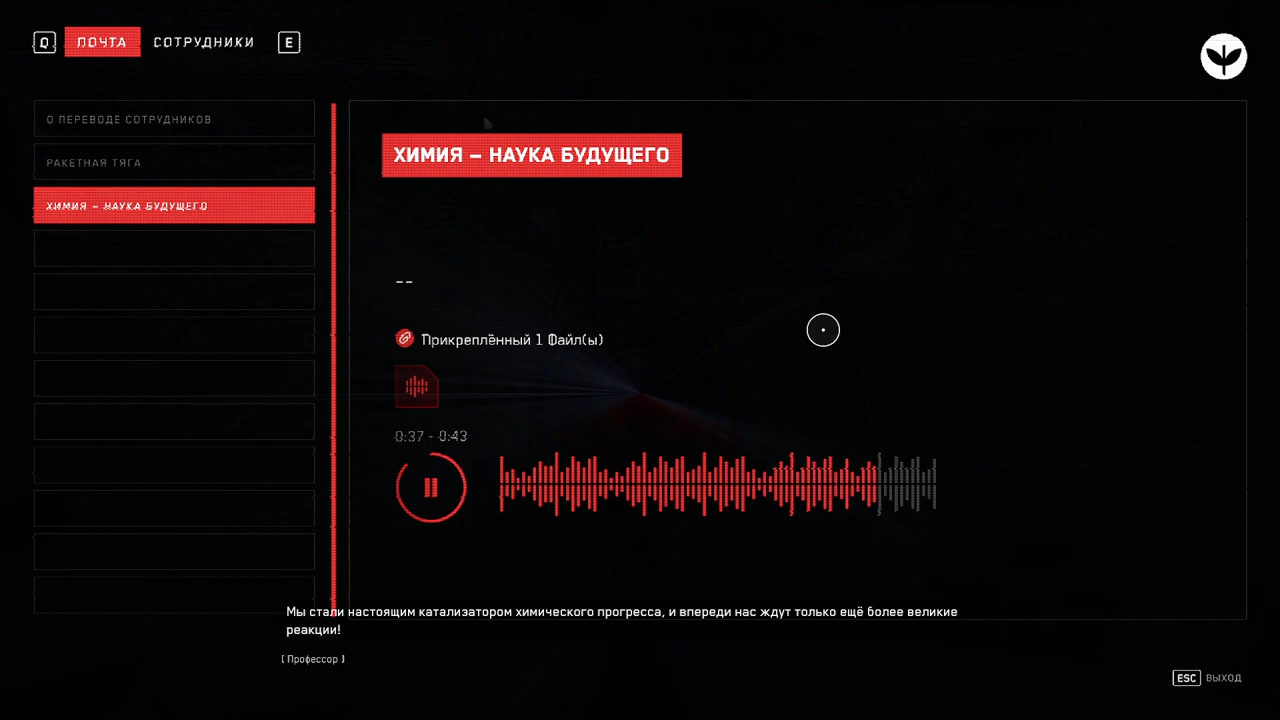 Q ПОЧТА СОТРУДНИКИ E
О ПЕРЕВОДЕ СОТРУДНИКОВ
РАКЕТНАЯ ТЯГА
ХИМИЯ – НАУКА БУДУЩЕГО
ХИМИЯ – НАУКА БУДУЩЕГО
--
Прикреплённый 1 Файл(ы)
0:37 - 0:43
Мы стали настоящим катализатором химического прогресса, и впереди нас ждут только ещё более великие
реакции!
[ Профессор ]
ESC ВЫХОД